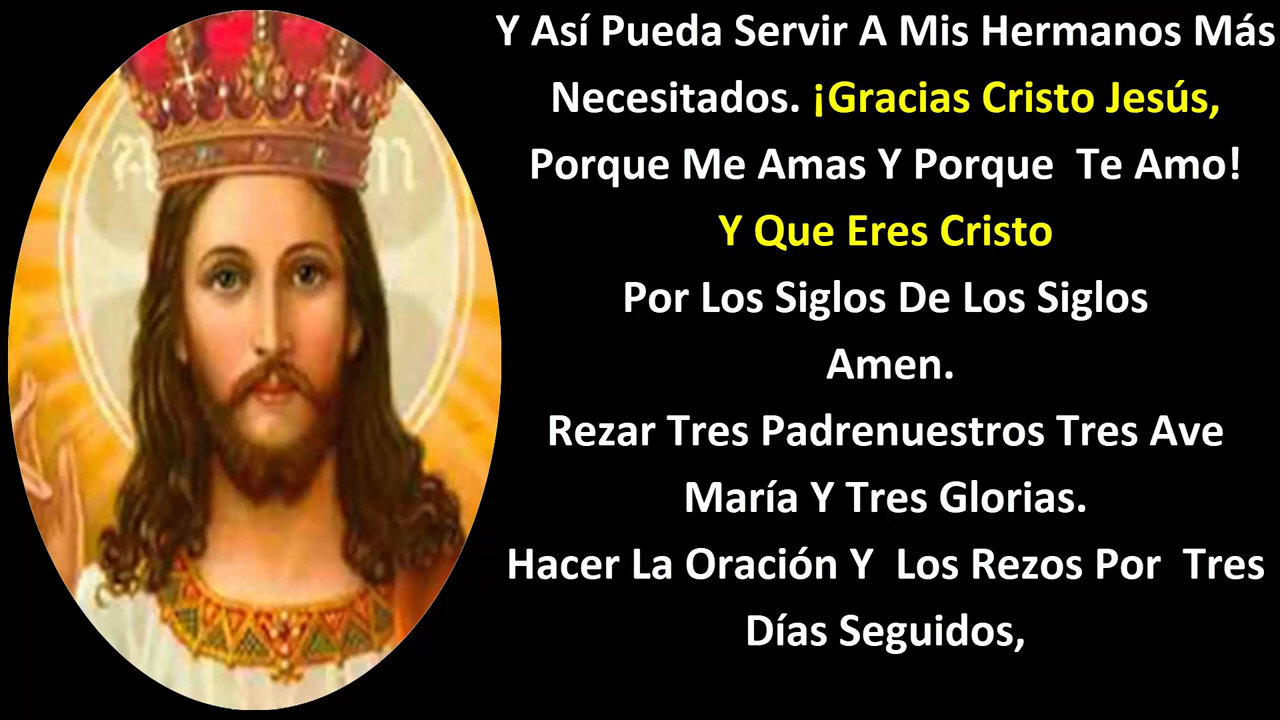 Y Así Pueda Servir A Mis Hermanos Más
Necesitados. ¡Gracias Cristo Jesús,
Porque Me Amas Y Porque  Te Amo!
Y Que Eres Cristo
Por Los Siglos De Los Siglos
Amen.
Rezar Tres Padrenuestros Tres Ave
María Y Tres Glorias.
Hacer La Oración Y  Los Rezos Por  Tres
Días Seguidos,